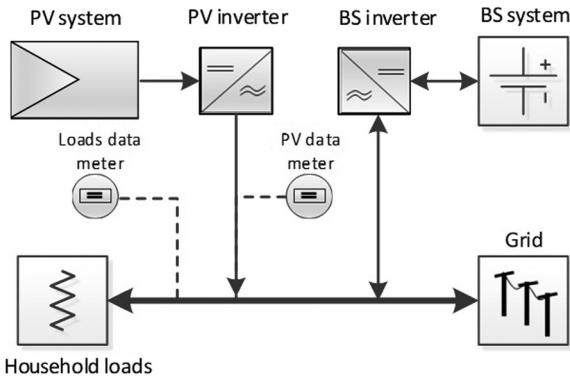 PV system
PV inverter
BS inverter
BS system
Loads data
meter
PV data
meter
Grid
Household loads